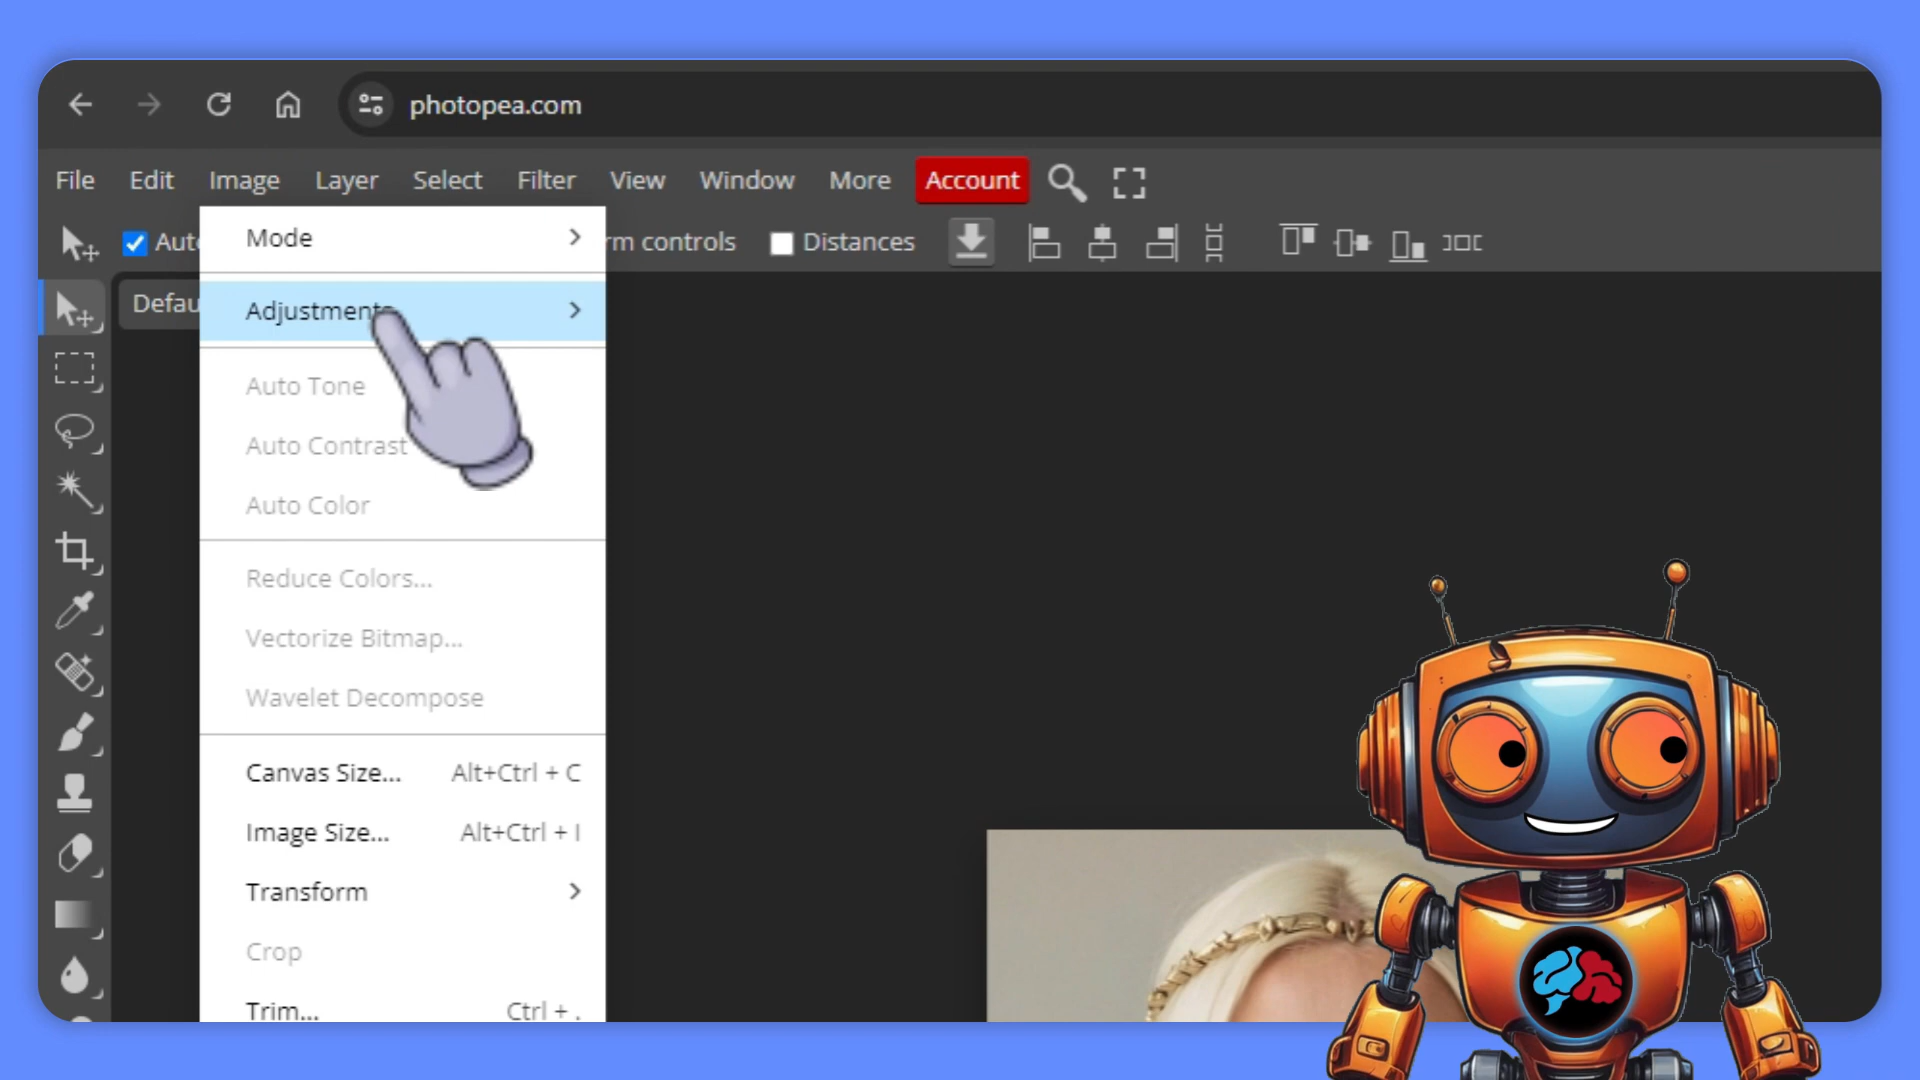 photopea.com
File Edit Image Layer Select Filter View Window More Account
Distances
controls
Mode
Adjustments
Auto Tone
Auto Contrast
Auto Color
Reduce Colors...
Vectorize Bitmap...
Wavelet Decompose
Canvas Size... Alt+Ctrl + C
Image Size... Alt+Ctrl + I
Transform
Crop
Trim... Ctrl + .